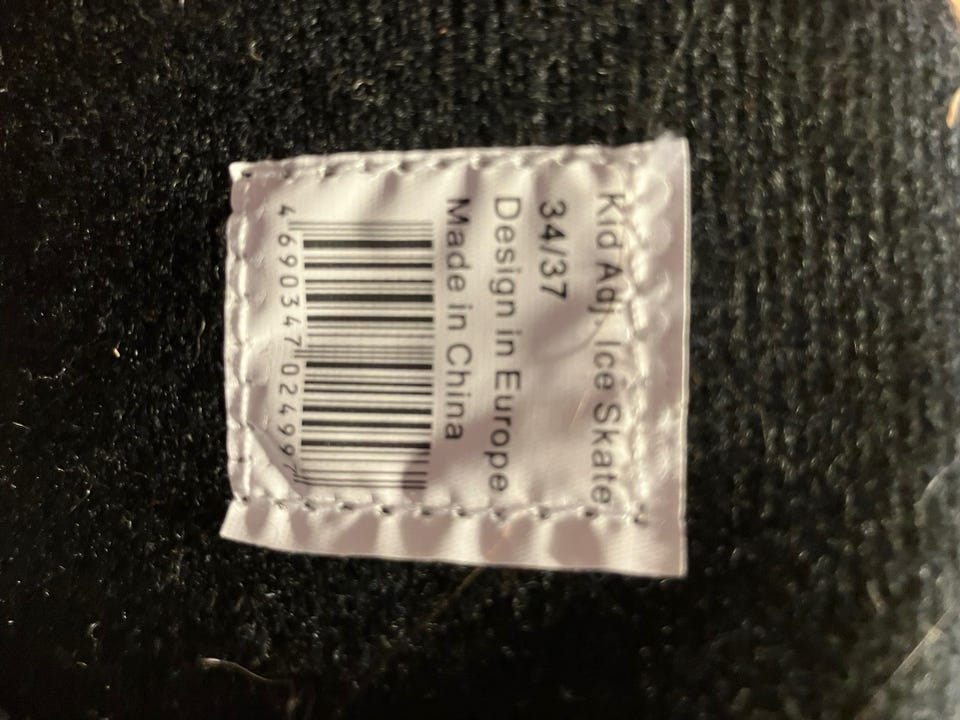 Kid Adj. Ice Skate
34/37
Design in Europe
Made in China
4 690347 024997